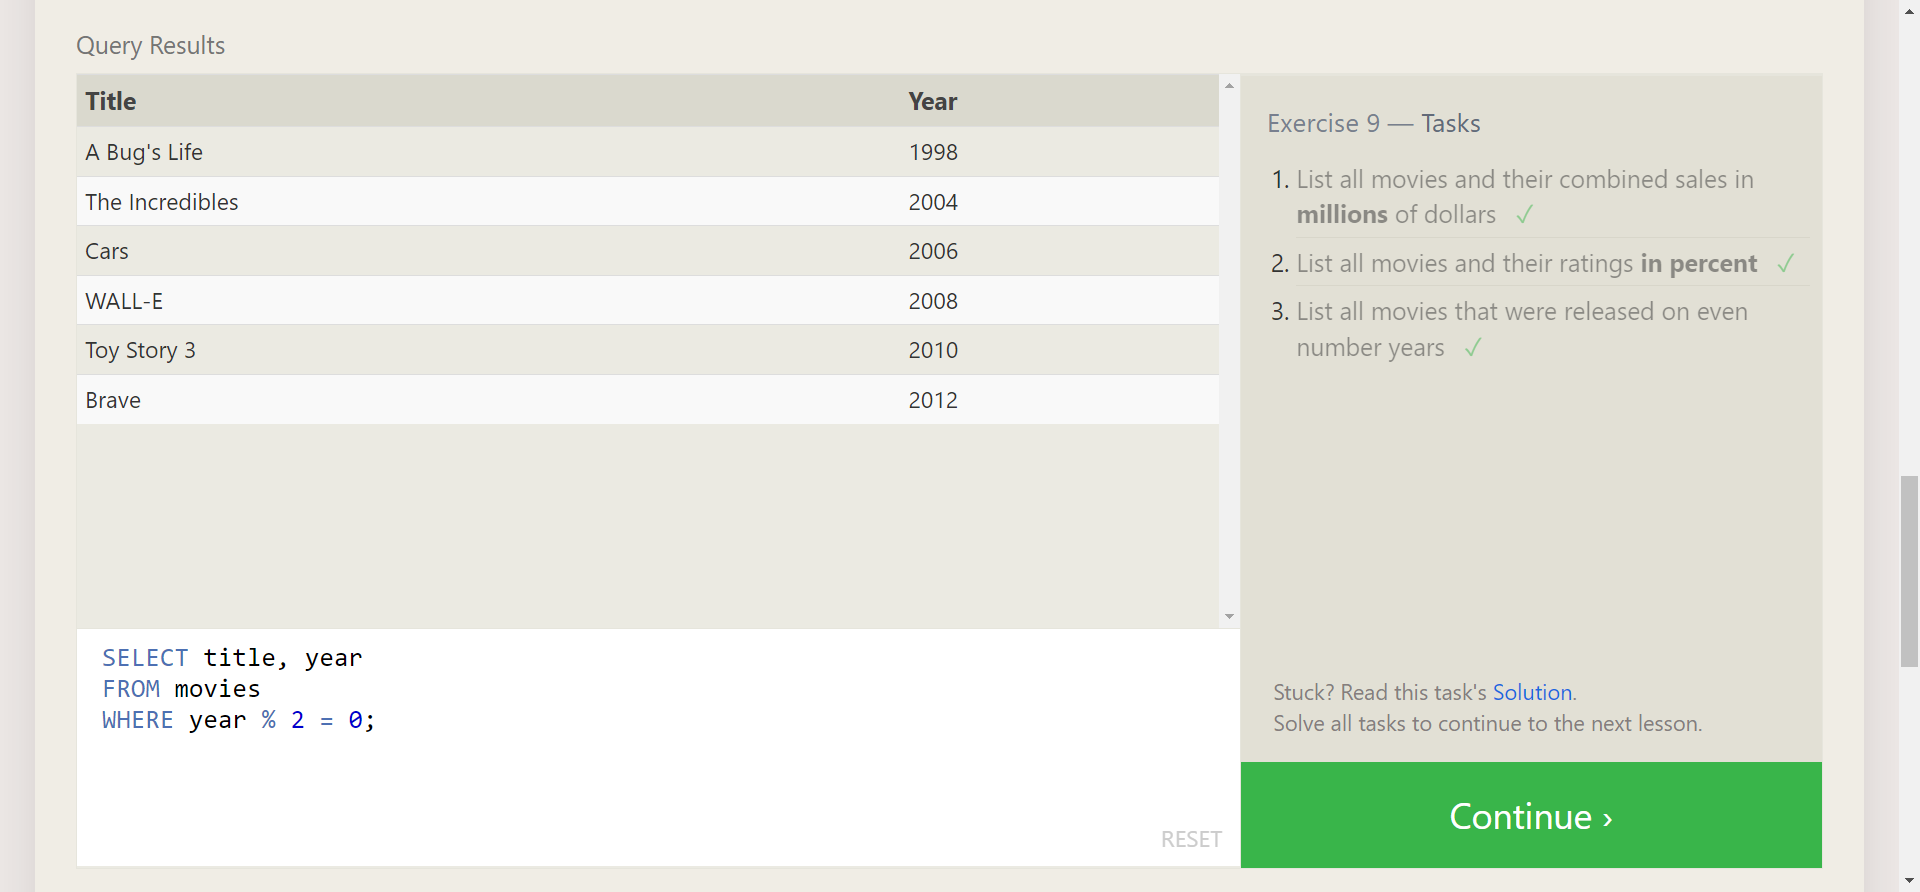 Query Results
Title Year
A Bug's Life 1998
The Incredibles 2004
Cars 2006
WALL-E 2008
Toy Story 3 2010
Brave 2012
SELECT title, year
FROM movies
WHERE year % 2 = 0;
RESET
Exercise 9 — Tasks
1. List all movies and their combined sales in
millions of dollars ✓
2. List all movies and their ratings in percent ✓
3. List all movies that were released on even
number years ✓
Stuck? Read this task's Solution.
Solve all tasks to continue to the next lesson.
Continue ›